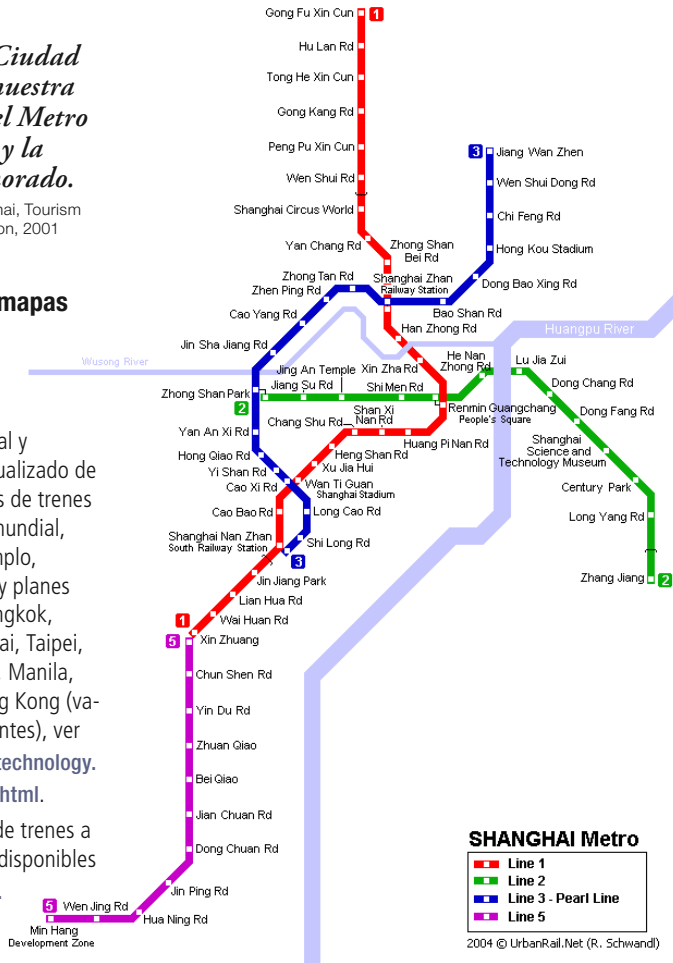 Ciudad
nuestra
el Metro
y la
morado.
hai, Tourism
on, 2001
mapas
al y
ualizado de
s de trenes
mundial,
mplo,
y planes
ngkok,
ai, Taipei,
Manila,
g Kong (va-
ntes), ver
technology.
html.
de trenes a
disponibles
Gong Fu Xin Cun
1
Hu Lan Rd
Tong He Xin Cun
Gong Kang Rd
Peng Pu Xin Cun
Wen Shui Rd
Shanghai Circus World
Yan Chang Rd
Zhong Shan
Bei Rd
3
Jiang Wan Zhen
Wen Shui Dong Rd
Chi Feng Rd
Hong Kou Stadium
Dong Bao Xing Rd
Bao Shan Rd
Shanghai Zhan
Railway Station
Zhong Tan Rd
Zhen Ping Rd
Cao Yang Rd
Jin Sha Jiang Rd
Han Zhong Rd
Huangpu River
Wusong River
Jing An Temple
Xin Zha Rd
He Nan
Zhong Rd
Lu Jia Zui
Zhong Shan Park
Jiang Su Rd
Shi Men Rd
Dong Chang Rd
2
Chang Shu Rd
Shan Xi
Nan Rd
Renmin Guangchang
People's Square
Dong Fang Rd
Yan An Xi Rd
Huang Pi Nan Rd
Shanghai
Science and
Technology Museum
Hong Qiao Rd
Heng Shan Rd
Yi Shan Rd
Xu Jia Hui
Cao Xi Rd
Wan Ti Guan
Shanghai Stadium
Century Park
Cao Bao Rd
Long Cao Rd
Long Yang Rd
Shanghai Nan Zhan
South Railway Station
Shi Long Rd
3
Zhang Jiang
2
Jin Jiang Park
Lian Hua Rd
Wai Huan Rd
1
5
Xin Zhuang
Chun Shen Rd
Yin Du Rd
Zhuan Qiao
Bei Qiao
Jian Chuan Rd
Dong Chuan Rd
Jin Ping Rd
5
Wen Jing Rd
Hua Ning Rd
Min Hang
Development Zone
SHANGHAI Metro
Line 1
Line 2
Line 3 - Pearl Line
Line 5
2004 © UrbanRail.Net (R. Schwandl)